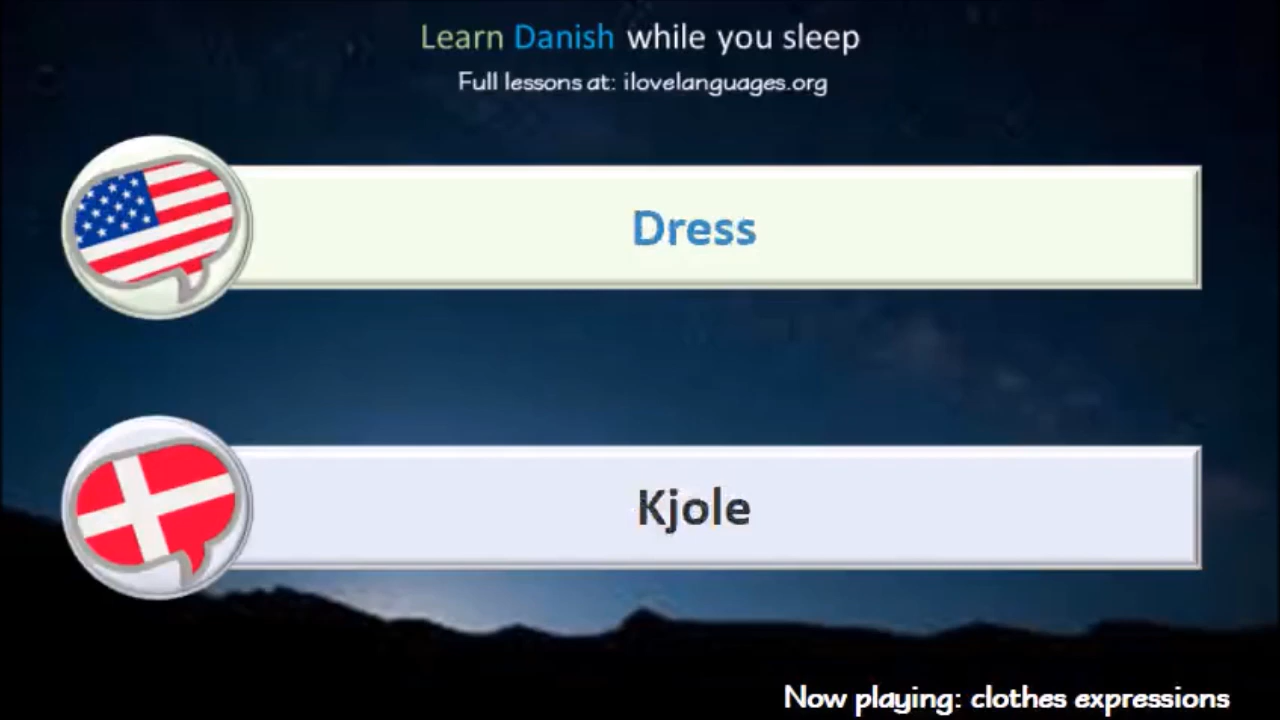 Learn Danish while you sleep
Full lessons at: ilovelanguages.org
Dress
Kjole
Now playing: clothes expressions